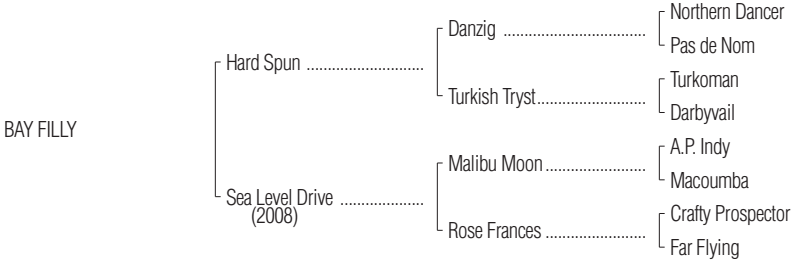 Northern Dancer
Danzig ..................................
Pas de Nom
Hard Spun ............................
Turkoman
Turkish Tryst..........................
Darbyvail
BAY FILLY
A.P. Indy
Malibu Moon........................
Macoumba
Sea Level Drive ....................
(2008)
Crafty Prospector
Rose Frances ........................
Far Flying